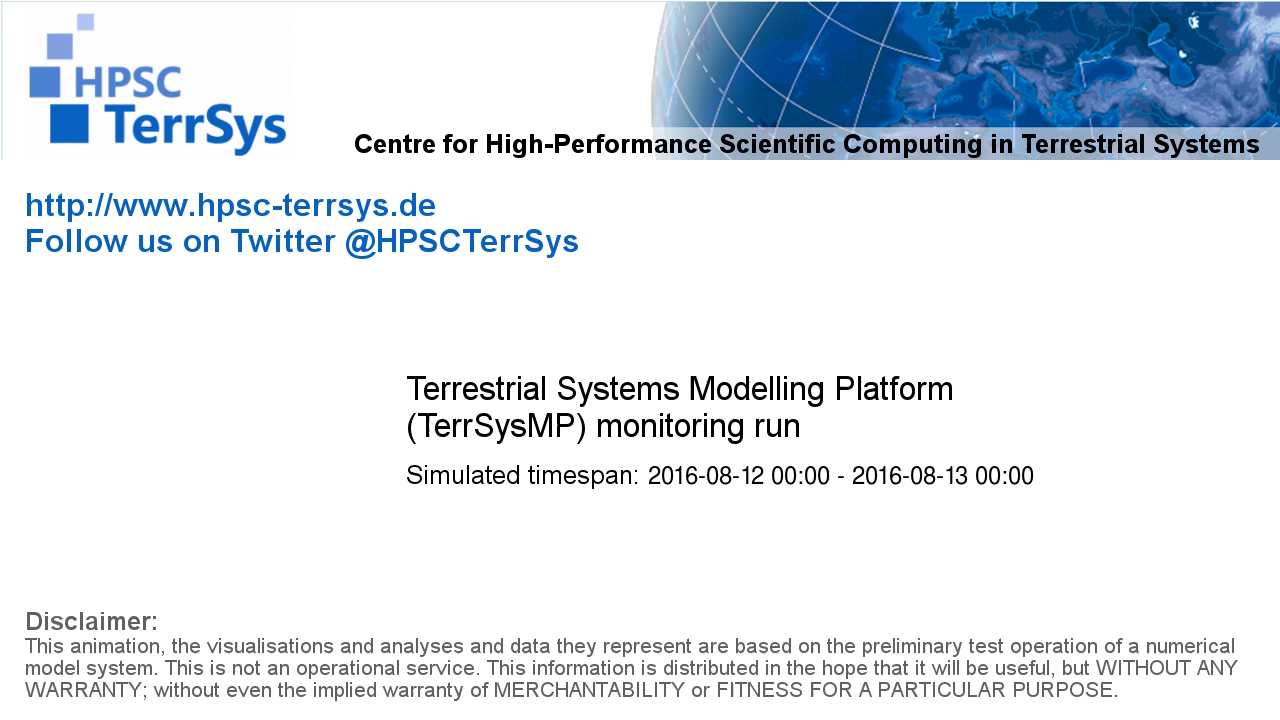 HPSC
TerrSys
Centre for High-Performance Scientific Computing in Terrestrial Systems
http://www.hpsc-terrsys.de
Follow us on Twitter @HPSCTerrSys
Terrestrial Systems Modelling Platform
(TerrSysMP) monitoring run
Simulated timespan: 2016-08-12 00:00 - 2016-08-13 00:00
Disclaimer:
This animation, the visualisations and analyses and data they represent are based on the preliminary test operation of a numerical
model system. This is not an operational service. This information is distributed in the hope that it will be useful, but WITHOUT ANY
WARRANTY; without even the implied warranty of MERCHANTABILITY or FITNESS FOR A PARTICULAR PURPOSE.